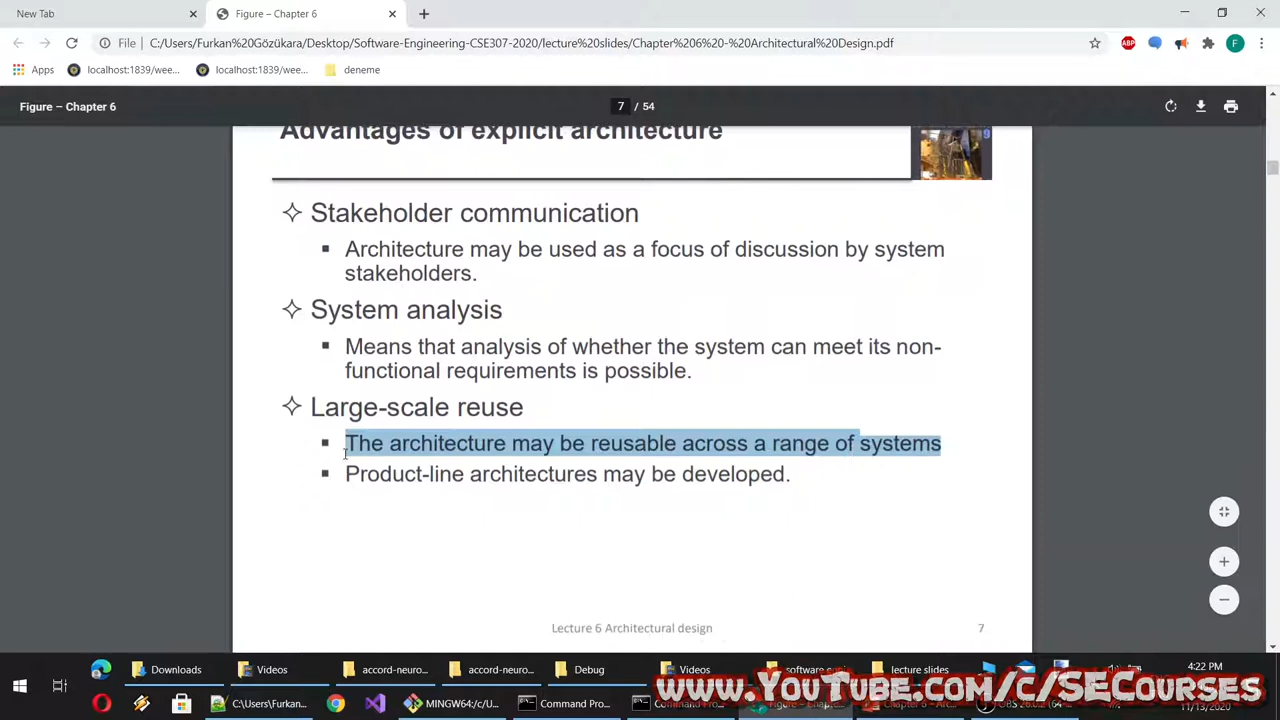 New Tab
Figure – Chapter 6
File
C:/Users/Furkan%20Gözükara/Desktop/Software-Engineering-CSE307-2020/lecture%20slides/Chapter%206%20-%20Architectural%20Design.pdf
ABP
F
Apps
localhost:1839/wee...
localhost:1839/wee...
deneme
Figure – Chapter 6
7 / 54
Advantages of explicit architecture
9
Stakeholder communication
Architecture may be used as a focus of discussion by system
stakeholders.
System analysis
Means that analysis of whether the system can meet its non-
functional requirements is possible.
Large-scale reuse
The architecture may be reusable across a range of systems
Product-line architectures may be developed.
Lecture 6 Architectural design
7
Downloads
Videos
accord-neuro...
accord-neuro...
Debug
Videos
lecture slides
4:22 PM
C:\Users\Furkan...
MINGW64:/c/U...
Command Pro...
11/13/2020
www.YouTube.com/c/SECourses